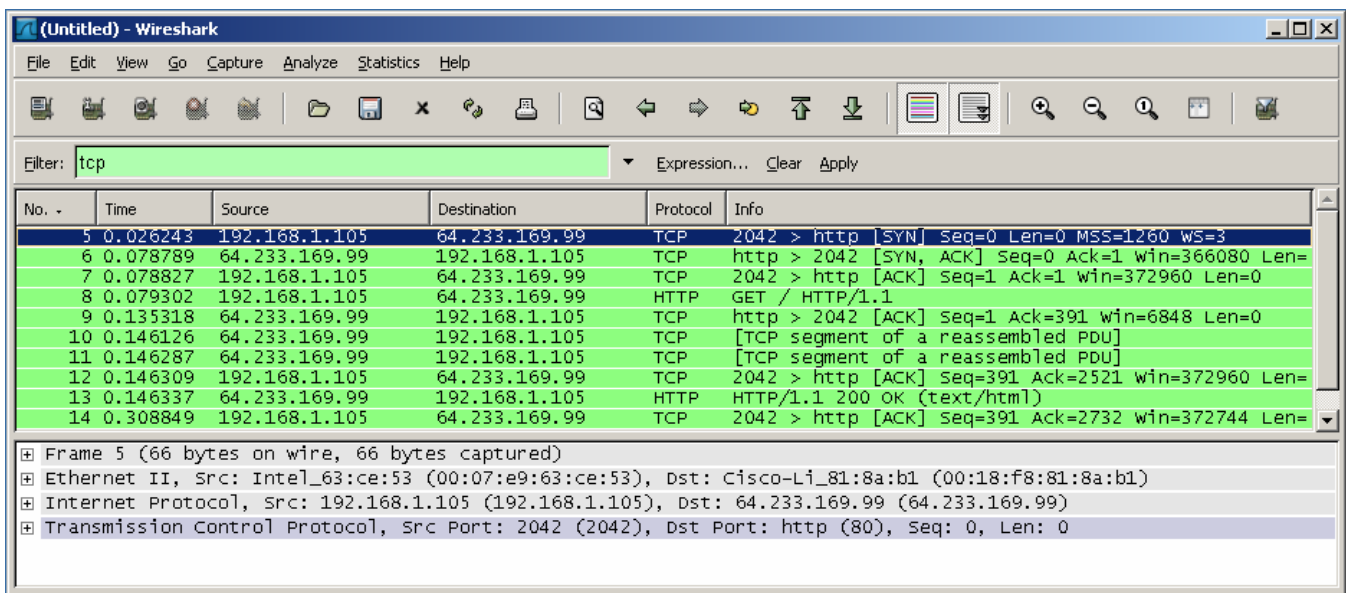 (Untitled) - Wireshark
File Edit View Go Capture Analyze Statistics Help
Filter: tcp Expression... Clear Apply
No. Time Source Destination Protocol Info
5 0.026243 192.168.1.105 64.233.169.99 TCP 2042 > http [SYN] Seq=0 Len=0 MSS=1260 WS=3
6 0.078789 64.233.169.99 192.168.1.105 TCP http > 2042 [SYN, ACK] Seq=0 Ack=1 Win=366080 Len=
7 0.078827 192.168.1.105 64.233.169.99 TCP 2042 > http [ACK] Seq=1 Ack=1 Win=372960 Len=0
8 0.079302 192.168.1.105 64.233.169.99 HTTP GET / HTTP/1.1
9 0.135318 64.233.169.99 192.168.1.105 TCP http > 2042 [ACK] Seq=1 Ack=391 Win=6848 Len=0
10 0.146126 64.233.169.99 192.168.1.105 TCP [TCP segment of a reassembled PDU]
11 0.146287 64.233.169.99 192.168.1.105 TCP [TCP segment of a reassembled PDU]
12 0.146309 192.168.1.105 64.233.169.99 TCP 2042 > http [ACK] Seq=391 Ack=2521 Win=372960 Len=
13 0.146337 64.233.169.99 192.168.1.105 HTTP HTTP/1.1 200 OK (text/html)
14 0.308849 192.168.1.105 64.233.169.99 TCP 2042 > http [ACK] Seq=391 Ack=2732 Win=372744 Len=
Frame 5 (66 bytes on wire, 66 bytes captured)
Ethernet II, Src: Intel_63:ce:53 (00:07:e9:63:ce:53), Dst: Cisco-Li_81:8a:b1 (00:18:f8:81:8a:b1)
Internet Protocol, Src: 192.168.1.105 (192.168.1.105), Dst: 64.233.169.99 (64.233.169.99)
Transmission Control Protocol, Src Port: 2042 (2042), Dst Port: http (80), Seq: 0, Len: 0